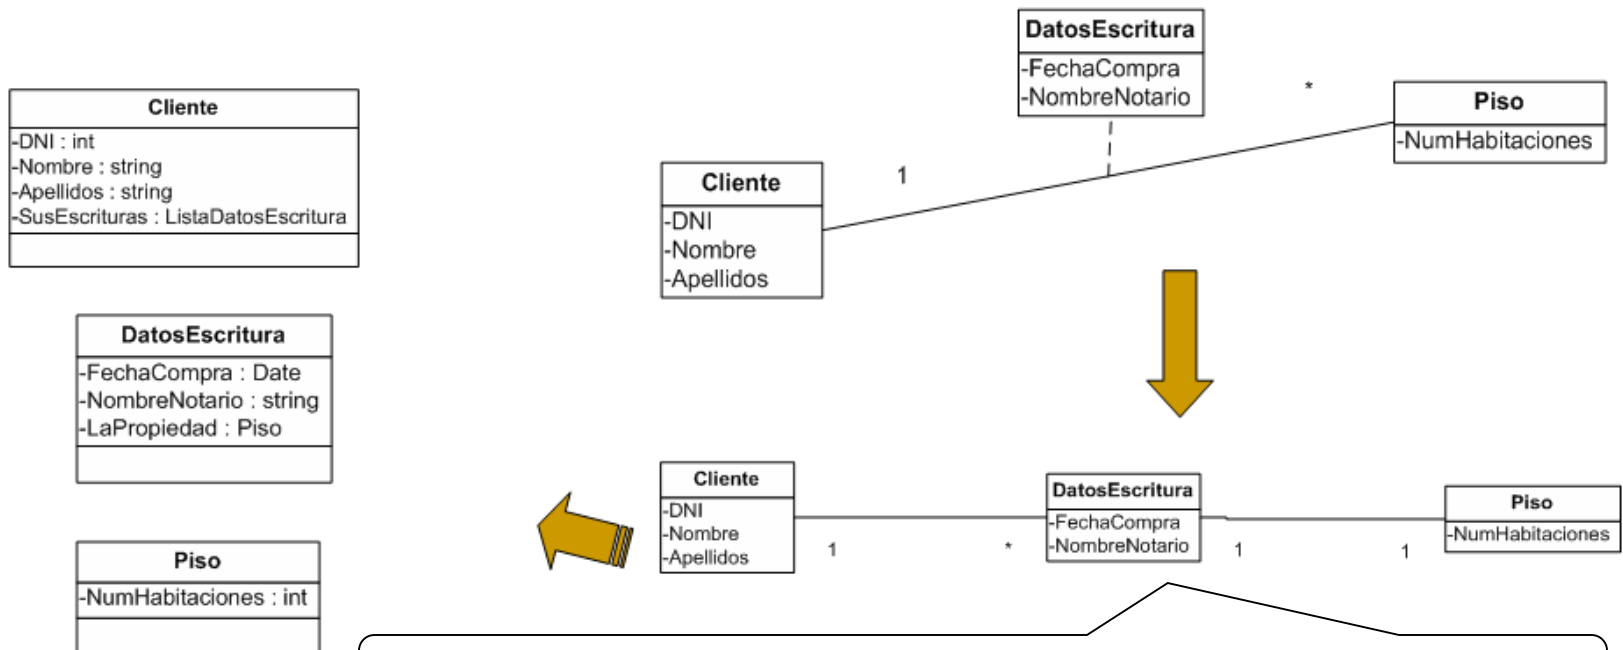 Cliente
-DNI : int
-Nombre : string
-Apellidos : string
-SusEscrituras : ListaDatosEscritura
DatosEscritura
-FechaCompra : Date
-NombreNotario : string
-LaPropiedad : Piso
Piso
-NumHabitaciones : int
DatosEscritura
-FechaCompra
-NombreNotario
*
Piso
-NumHabitaciones
1
Cliente
-DNI
-Nombre
-Apellidos
Cliente
-DNI
-Nombre
-Apellidos
1
*
DatosEscritura
-FechaCompra
-NombreNotario
1
1
Piso
-NumHabitaciones